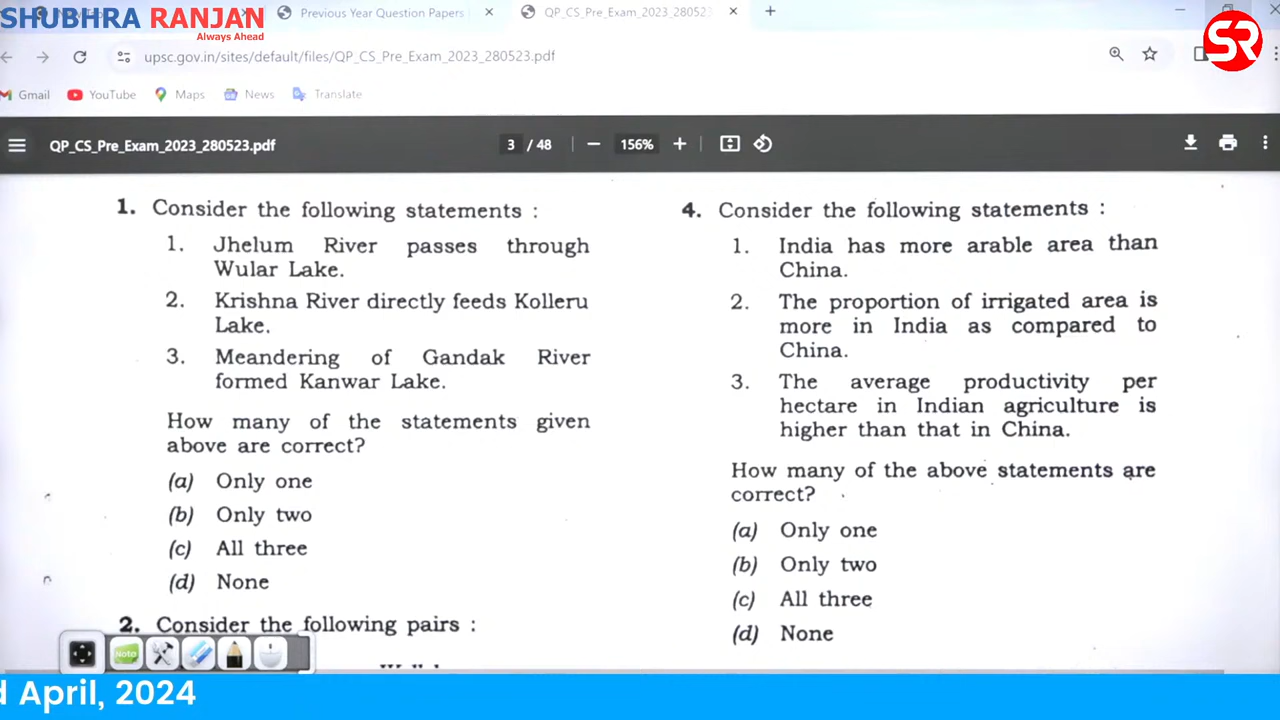 SHUBHRA RANJAN
Always Ahead
Previous Year Question Papers
QP_CS_Pre_Exam_2023_28052
SR
upsc.gov.in/sites/default/files/QP_CS_Pre_Exam_2023_280523.pdf
Gmail YouTube Maps News Translate
QP_CS_Pre_Exam_2023_280523.pdf 3 / 48 156%
1. Consider the following statements :
1. Jhelum River passes through
Wular Lake.
2. Krishna River directly feeds Kolleru
Lake.
3. Meandering of Gandak River
formed Kanwar Lake.
How many of the statements given
above are correct?
(a) Only one
(b) Only two
(c) All three
(d) None
2. Consider the following pairs :
4. Consider the following statements :
1. India has more arable area than
China.
2. The proportion of irrigated area is
more in India as compared to
China.
3. The average productivity per
hectare in Indian agriculture is
higher than that in China.
How many of the above statements are
correct?
(a) Only one
(b) Only two
(c) All three
(d) None
Note
d April, 2024